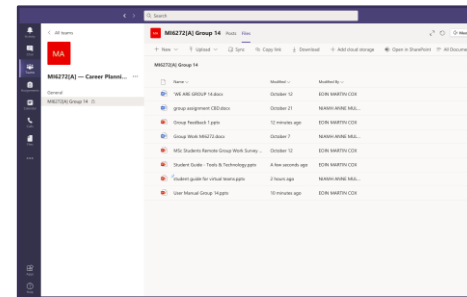 Search
All teams
MA
MI6272[A] — Career Planni... ...
General
MI6272[A] Group 14
MA MI6272[A] Group 14 Posts Files
New Upload Sync Copy link Download Add cloud storage Open in SharePoint All Docume
MI6272[A] Group 14
Name Modified Modified By
WE ARE GROUP 14.docx October 12 EOIN MARTIN COX
group assignment CBD.docx October 21 NIAMH-ANNE MUL...
Group Feedback 1.pptx 12 minutes ago EOIN MARTIN COX
Group Work MI6272.docx October 7 NIAMH-ANNE MUL...
MSc Students Remote Group Work Survey ... October 12 EOIN MARTIN COX
Student Guide - Tools & Technology.pptx A few seconds ago EOIN MARTIN COX
student guide for virtual teams.pptx 2 hours ago NIAMH-ANNE MUL...
User Manual Group 14.pptx 10 minutes ago EOIN MARTIN COX